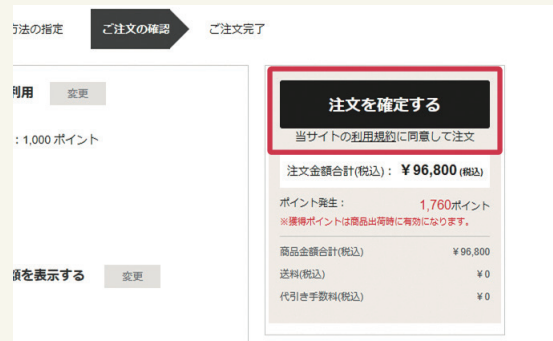 方法の指定
ご注文の確認
ご注文完了
利用
変更
: 1,000 ポイント
額を表示する
変更
注文を確定する
当サイトの利用規約に同意して注文
注文金額合計(税込): ¥96,800 (税込)
ポイント発生: 1,760ポイント
※獲得ポイントは商品出荷時に有効になります。
商品金額合計(税込) ¥96,800
送料(税込) ¥0
代引き手数料(税込) ¥0